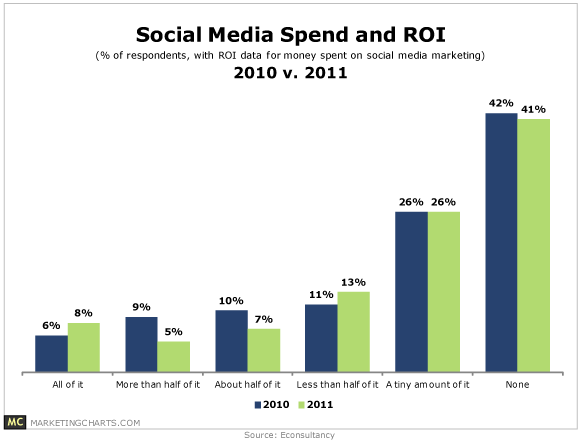 Social Media Spend and ROI
(% of respondents, with ROI data for money spent on social media marketing)
2010 v. 2011
42%
41%
26% 26%
13%
11%
10%
9%
8%
7%
6%
5%
All of it More than half of it About half of it Less than half of it A tiny amount of it None
2010 2011
MC MARKETINGCHARTS.COM
Source: Econsultancy